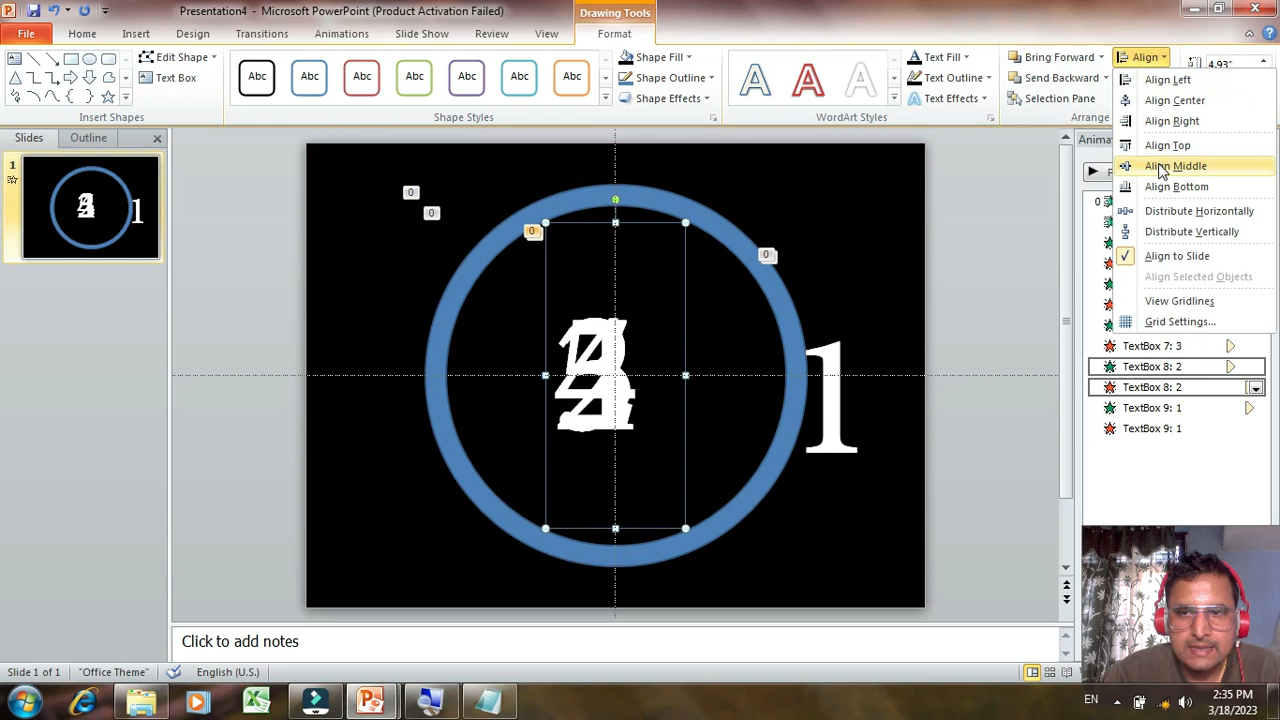 Presentation4 - Microsoft PowerPoint (Product Activation Failed)
Drawing Tools
File
Home
Insert
Design
Transitions
Animations
Slide Show
Review
View
Format
Edit Shape
Text Box
Insert Shapes
Abc
Abc
Abc
Abc
Abc
Abc
Abc
Shape Fill
Shape Outline
Shape Effects
Shape Styles
A
A
A
Text Fill
Text Outline
Text Effects
WordArt Styles
Bring Forward
Send Backward
Selection Pane
Arrange
Align
4.93"
Align Left
Align Center
Align Right
Align Top
Align Middle
Align Bottom
Distribute Horizontally
Distribute Vertically
Align to Slide
Align Selected Objects
View Gridlines
Grid Settings...
Slides
Outline
1
1
0
0
0
0
1
0
TextBox 7: 3
TextBox 8: 2
TextBox 8: 2
TextBox 9: 1
TextBox 9: 1
Click to add notes
Slide 1 of 1
"Office Theme"
English (U.S.)
EN
2:35 PM
3/18/2023